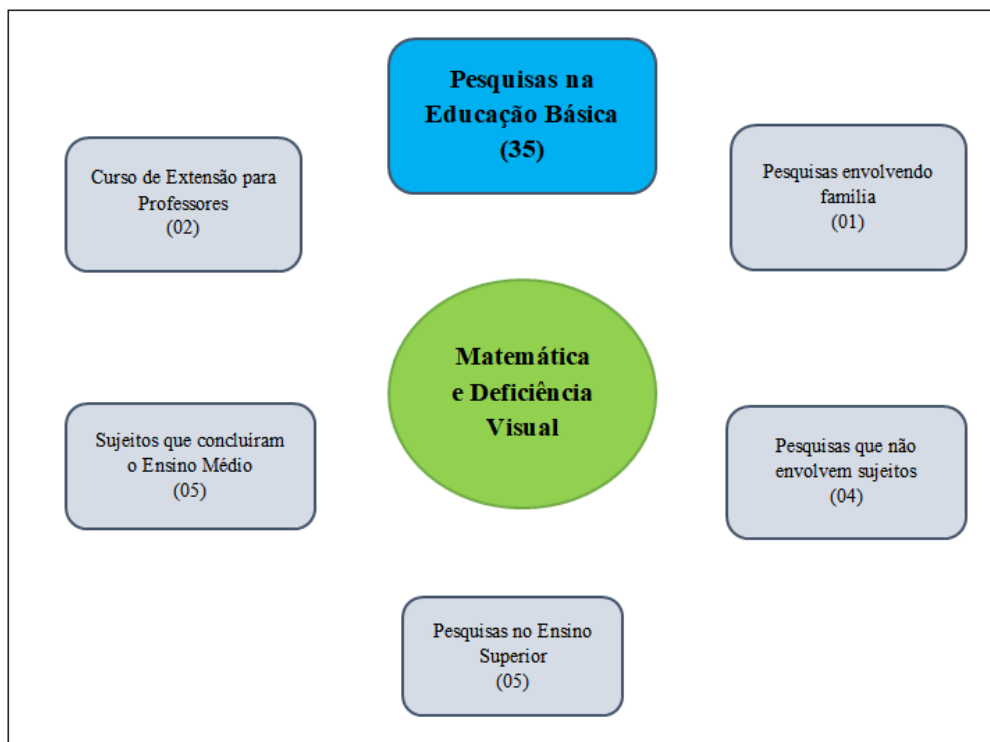 Pesquisas na
Educação Básica
(35)
Curso de Extensão para
Professores
(02)
Pesquisas envolvendo
família
(01)
Matemática
e Deficiência
Visual
Sujeitos que concluíram
o Ensino Médio
(05)
Pesquisas que não
envolvem sujeitos
(04)
Pesquisas no Ensino
Superior
(05)